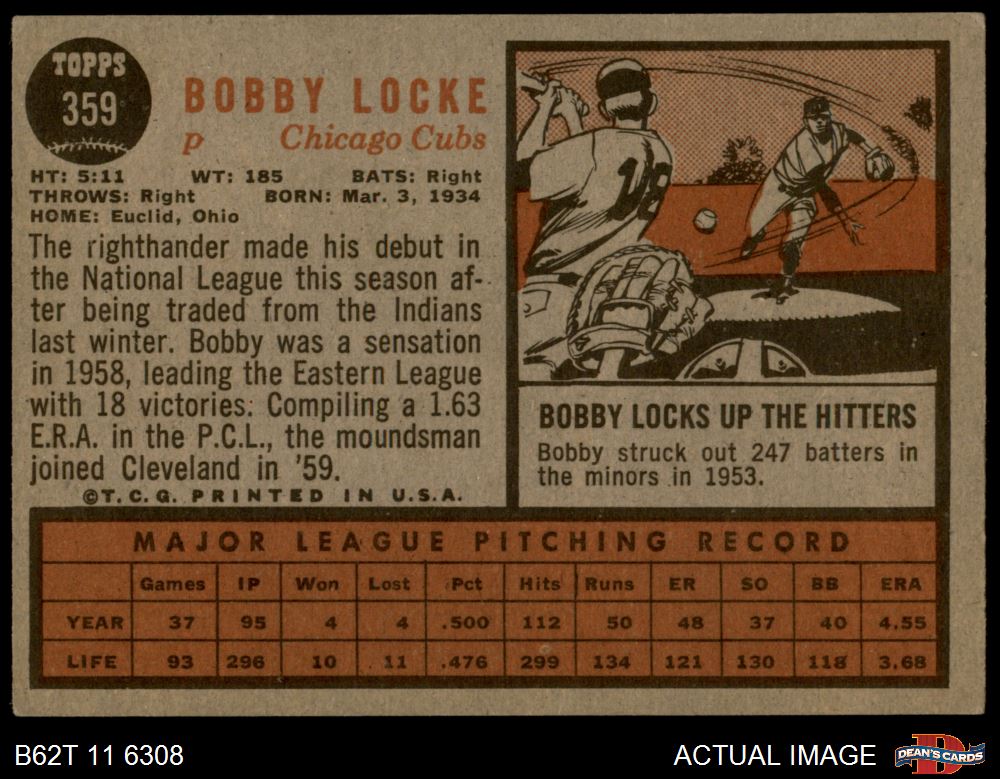 TOPPS
359
BOBBY LOCKE
p Chicago Cubs
HT: 5:11 WT: 185 BATS: Right
THROWS: Right BORN: Mar. 3, 1934
HOME: Euclid, Ohio
The righthander made his debut in
the National League this season af-
ter being traded from the Indians
last winter. Bobby was a sensation
in 1958, leading the Eastern League
with 18 victories. Compiling a 1.63
E.R.A. in the P.C.L., the moundsman
joined Cleveland in '59.
©T.C.G. PRINTED IN U.S.A.
18
BOBBY LOCKS UP THE HITTERS
Bobby struck out 247 batters in
the minors in 1953.
MAJOR LEAGUE PITCHING RECORD
Games IP Won Lost Pct Hits Runs ER SO BB ERA
YEAR 37 95 4 4 .500 112 50 48 37 40 4.55
LIFE 93 296 10 11 .476 299 134 121 130 118 3.68
B62T 11 6308 ACTUAL IMAGE DEAN'S CARDS